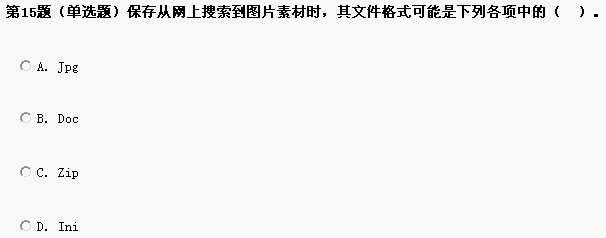 第15题（单选题）保存从网上搜索到图片素材时，其文件格式可能是下列各项中的（　）。
A. Jpg
B. Doc
C. Zip
D. Ini